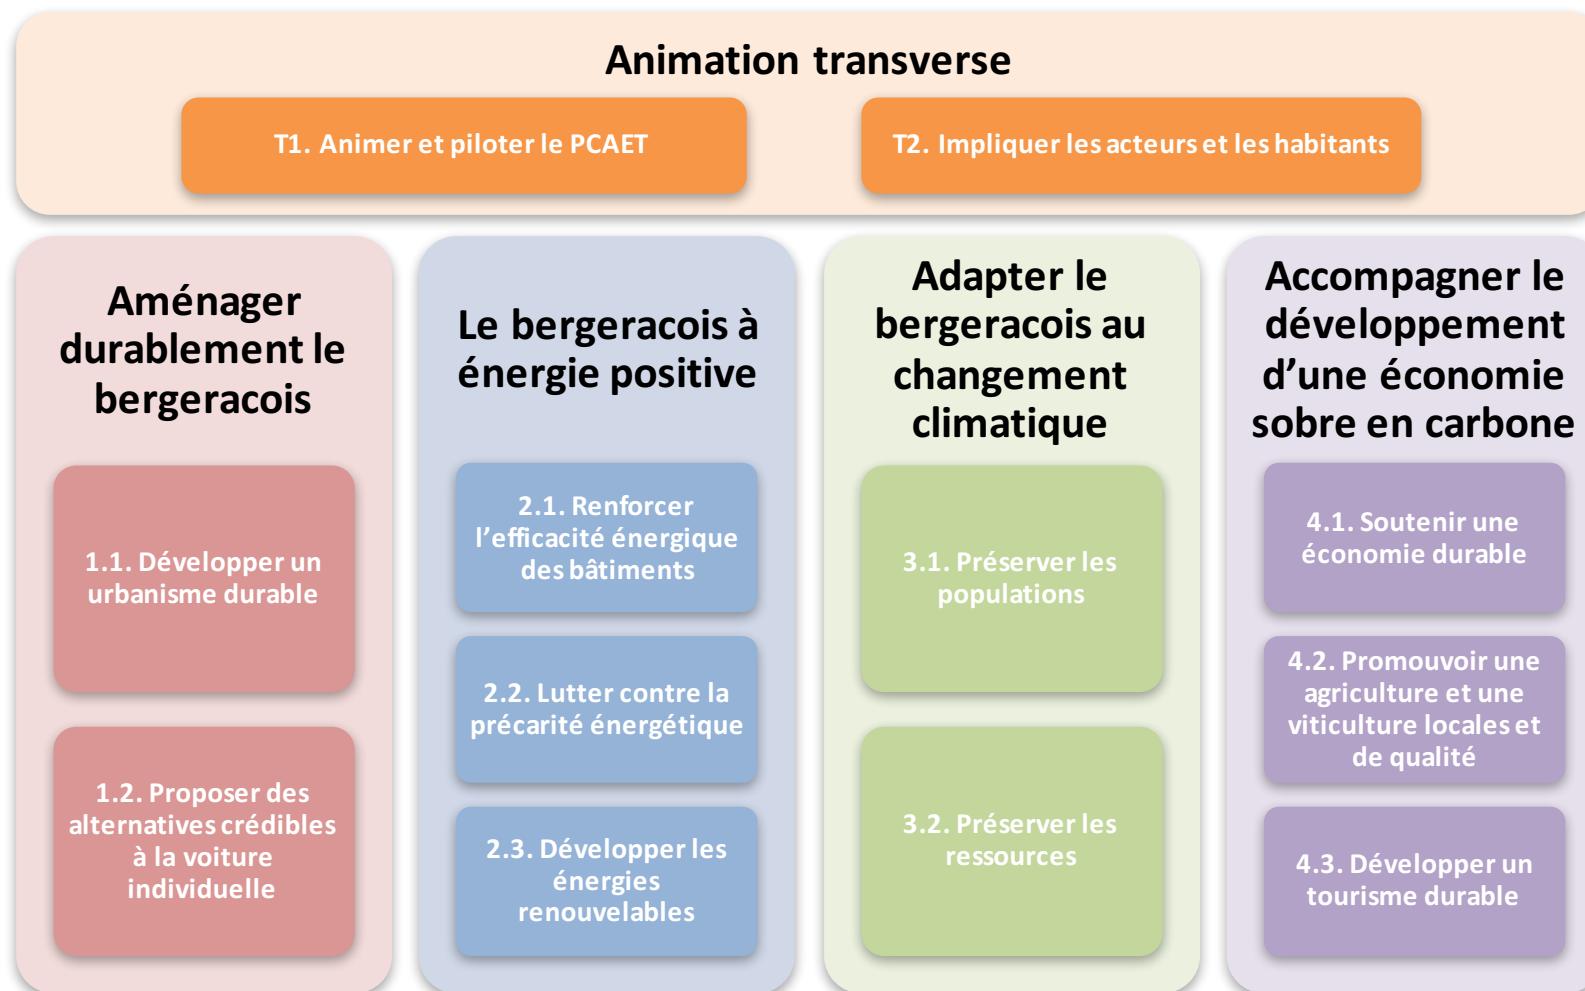 Animation transverse
T1. Animer et piloter le PCAET
T2. Impliquer les acteurs et les habitants
Aménager
durablement le
bergeracois
1.1. Développer un
urbanisme durable
1.2. Proposer des
alternatives crédibles
à la voiture
individuelle
Le bergeracois à
énergie positive
2.1. Renforcer
l’efficacité énergique
des bâtiments
2.2. Lutter contre la
précarité énergétique
2.3. Développer les
énergies
renouvelables
Adapter le
bergeracois au
changement
climatique
3.1. Préserver les
populations
3.2. Préserver les
ressources
Accompagner le
développement
d’une économie
sobre en carbone
4.1. Soutenir une
économie durable
4.2. Promouvoir une
agriculture et une
viticulture locales et
de qualité
4.3. Développer un
tourisme durable